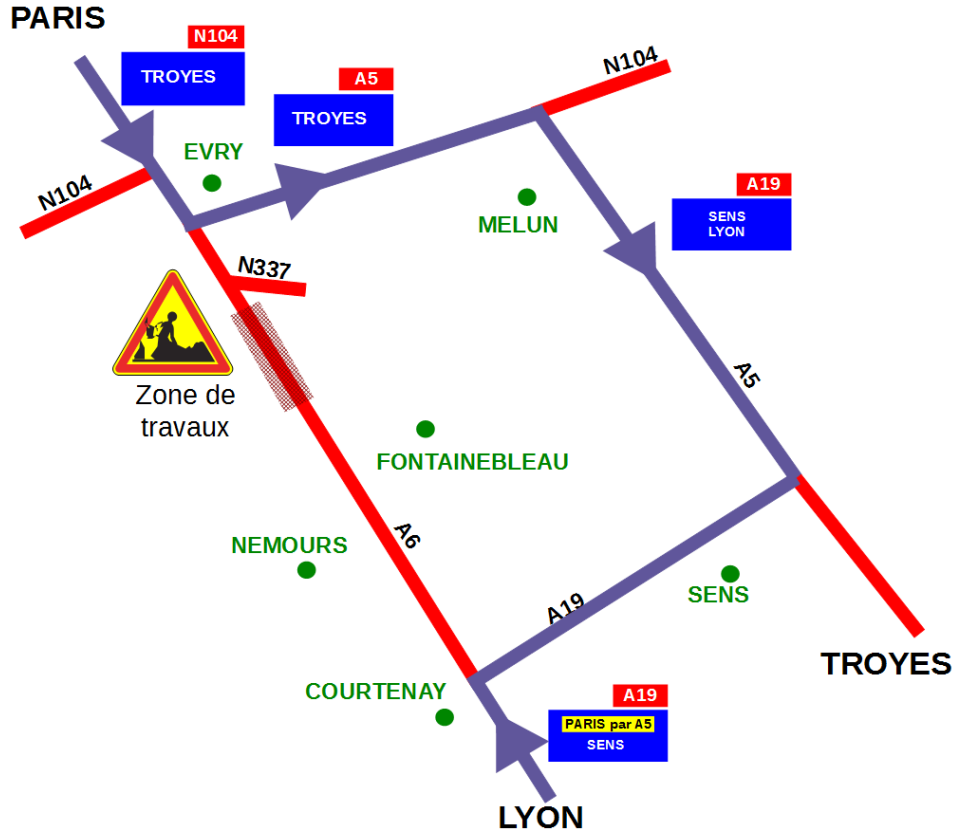 PARIS
N104
TROYES
A5
TROYES
N104
EVRY
N104
A19
SENS
LYON
MELUN
N337
Zone de
travaux
A5
FONTAINEBLEAU
A6
NEMOURS
SENS
A19
TROYES
COURTENAY
A19
PARIS par A5
SENS
LYON